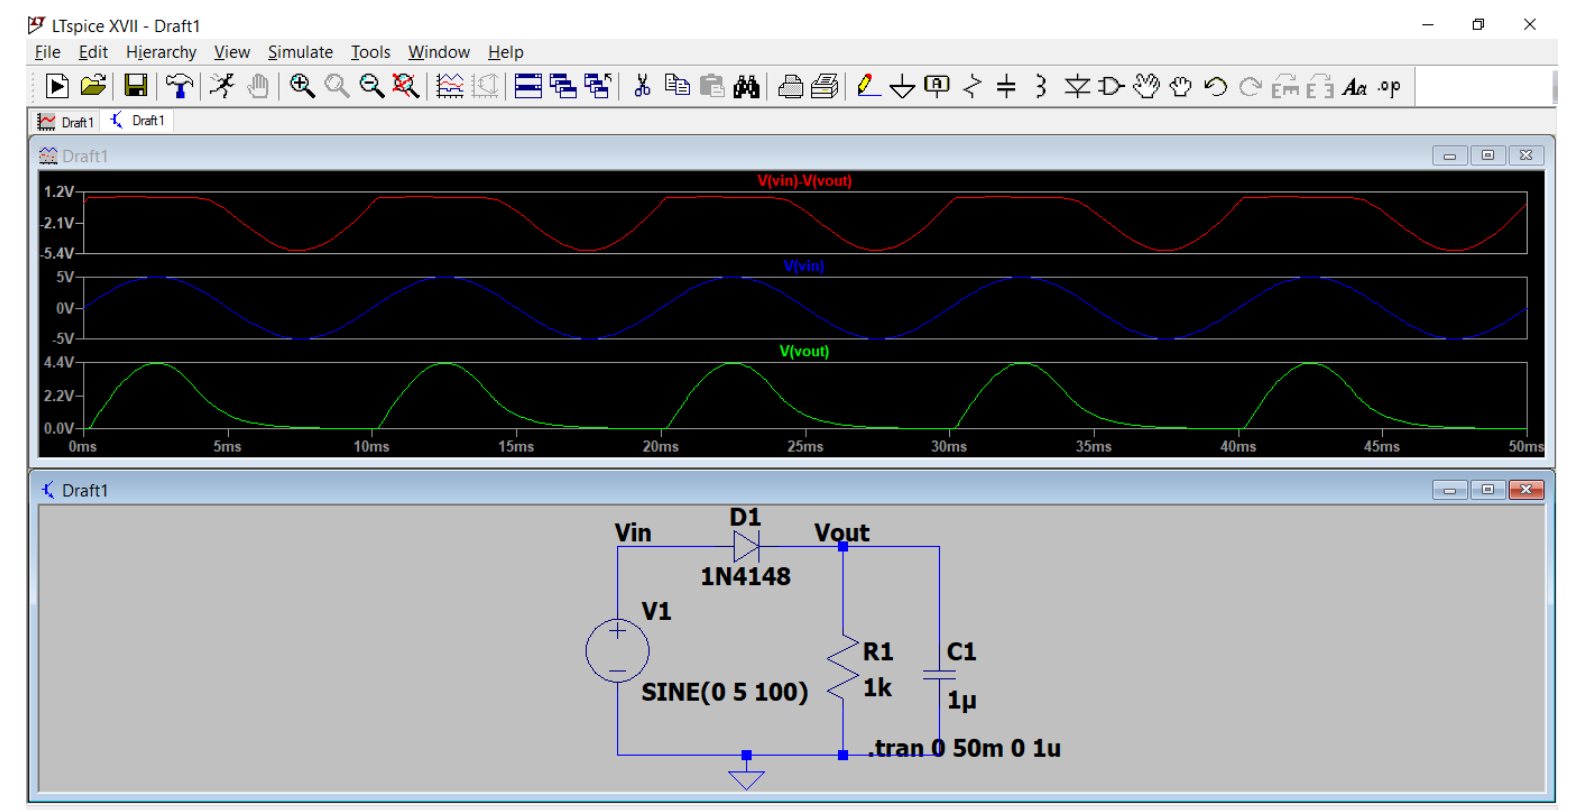 LTspice XVII - Draft1
File Edit Hierarchy View Simulate Tools Window Help
Aa .op
Draft1 Draft1
Draft1
V(vin)-V(vout)
1.2V
-2.1V
-5.4V
V(vin)
5V
0V
-5V
V(vout)
4.4V
2.2V
0.0V
0ms 5ms 10ms 15ms 20ms 25ms 30ms 35ms 40ms 45ms 50ms
Draft1
D1
Vin Vout
1N4148
V1
R1 C1
SINE(0 5 100) 1k 1µ
.tran 0 50m 0 1u